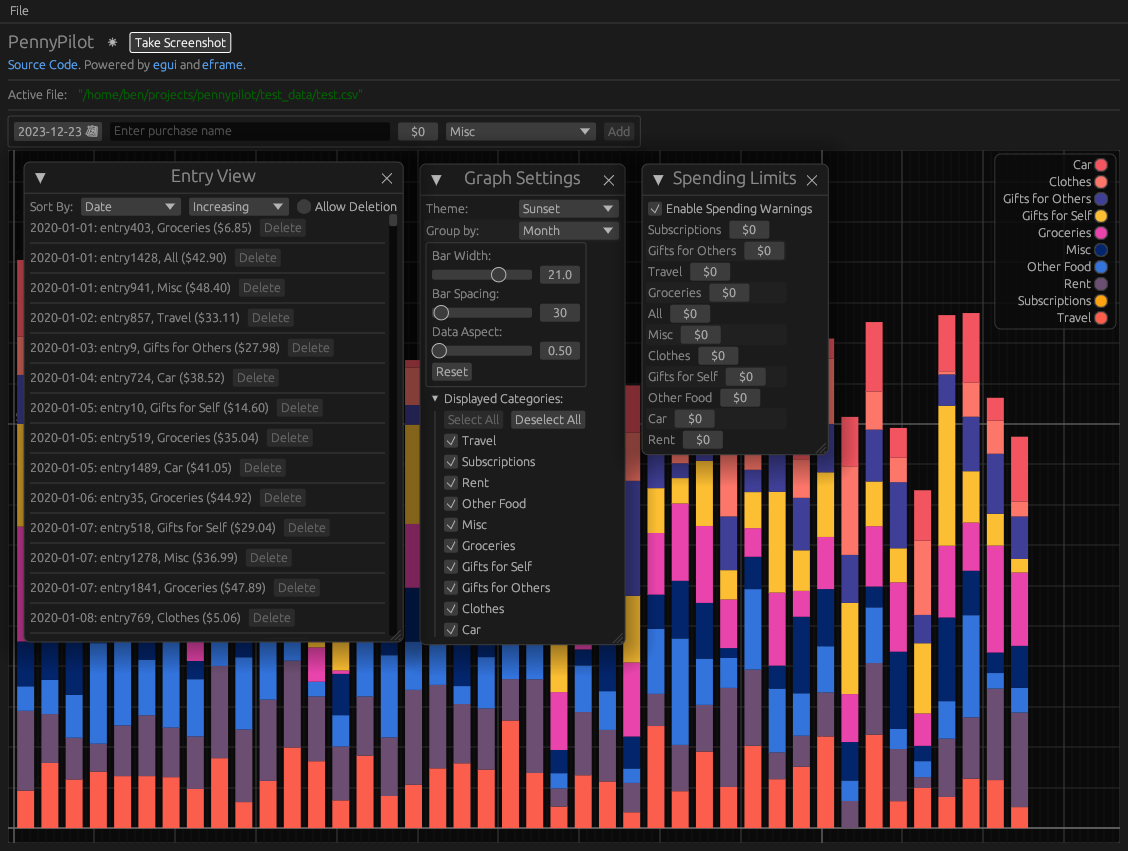 File
PennyPilot Take Screenshot
Source Code. Powered by egui and eframe.
Active file: "/home/ben/projects/pennypilot/test_data/test.csv"
2023-12-23 Enter purchase name $0 Misc Add
Entry View
Sort By: Date Increasing Allow Deletion
2020-01-01: entry403, Groceries ($6.85) Delete
2020-01-01: entry1428, All ($42.90) Delete
2020-01-01: entry941, Misc ($48.40) Delete
2020-01-02: entry857, Travel ($33.11) Delete
2020-01-03: entry9, Gifts for Others ($27.98) Delete
2020-01-04: entry724, Car ($38.52) Delete
2020-01-05: entry10, Gifts for Self ($14.60) Delete
2020-01-05: entry519, Groceries ($35.04) Delete
2020-01-05: entry1489, Car ($41.05) Delete
2020-01-06: entry35, Groceries ($44.92) Delete
2020-01-07: entry518, Gifts for Self ($29.04) Delete
2020-01-07: entry1278, Misc ($36.99) Delete
2020-01-07: entry1841, Groceries ($47.89) Delete
2020-01-08: entry769, Clothes ($5.06) Delete
Graph Settings
Theme: Sunset
Group by: Month
Bar Width:
21.0
Bar Spacing:
30
Data Aspect:
0.50
Reset
Displayed Categories:
Select All Deselect All
Travel
Subscriptions
Rent
Other Food
Misc
Groceries
Gifts for Self
Gifts for Others
Clothes
Car
Spending Limits
Enable Spending Warnings
Subscriptions $0
Gifts for Others $0
Travel $0
Groceries $0
All $0
Misc $0
Clothes $0
Gifts for Self $0
Other Food $0
Car $0
Rent $0
Car
Clothes
Gifts for Others
Gifts for Self
Groceries
Misc
Other Food
Rent
Subscriptions
Travel